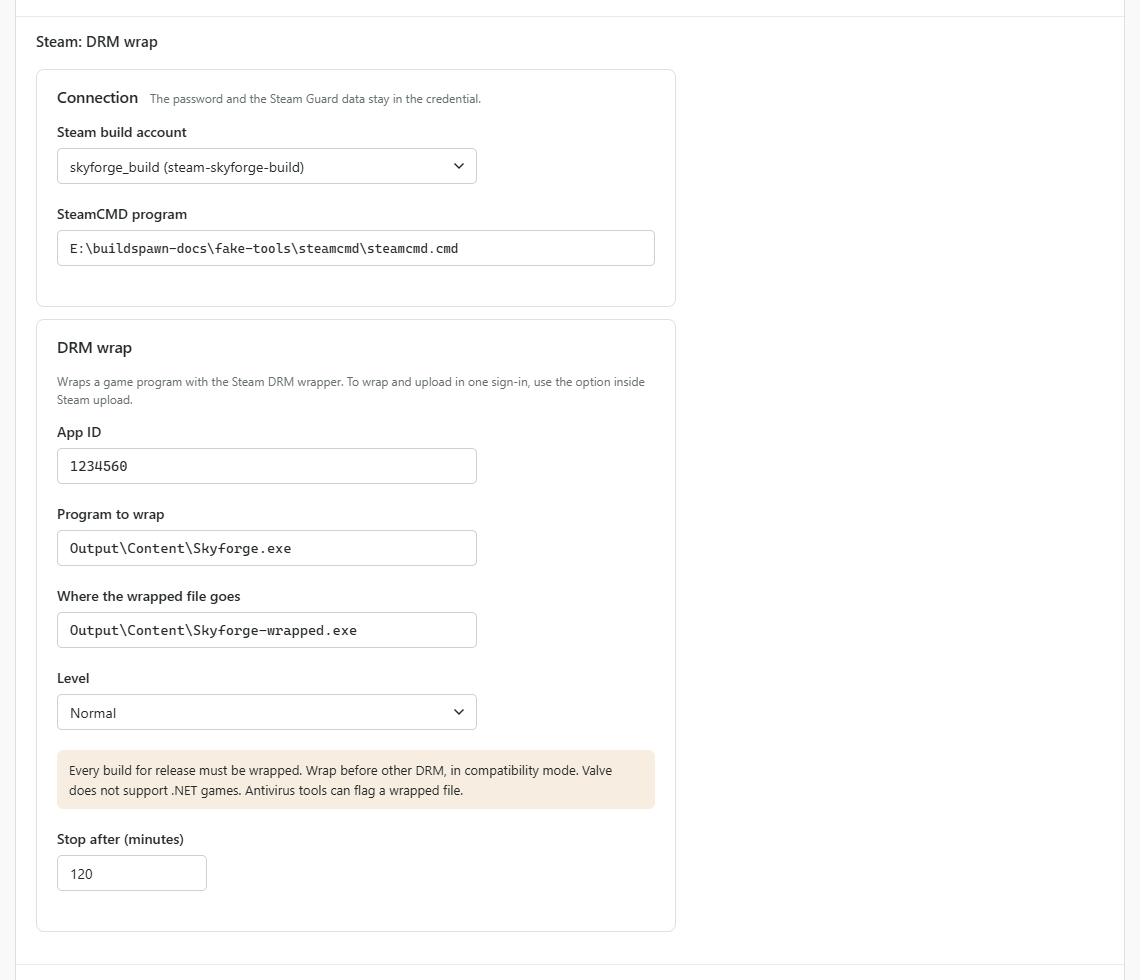 Steam: DRM wrap
Connection The password and the Steam Guard data stay in the credential.
Steam build account
skyforge_build (steam-skyforge-build)
SteamCMD program
E:\buildspawn-docs\fake-tools\steamcmd\steamcmd.cmd
DRM wrap
Wraps a game program with the Steam DRM wrapper. To wrap and upload in one sign-in, use the option inside
Steam upload.
App ID
1234560
Program to wrap
Output\Content\Skyforge.exe
Where the wrapped file goes
Output\Content\Skyforge-wrapped.exe
Level
Normal
Every build for release must be wrapped. Wrap before other DRM, in compatibility mode. Valve
does not support .NET games. Antivirus tools can flag a wrapped file.
Stop after (minutes)
120